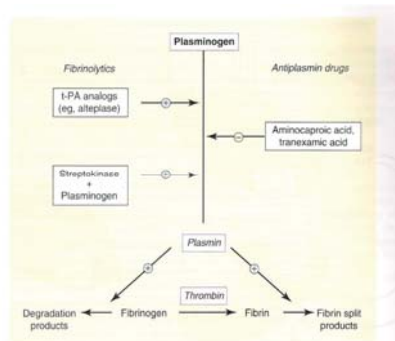 Plasminogen
Fibrinolytics
Antiplasmin drugs
t-PA analogs
(eg, alteplase)
+
Aminocaproic acid,
tranexamic acid
−
Streptokinase
+
Plasminogen
+
Plasmin
+
+
Thrombin
Degradation
products
Fibrinogen
Fibrin
Fibrin split
products